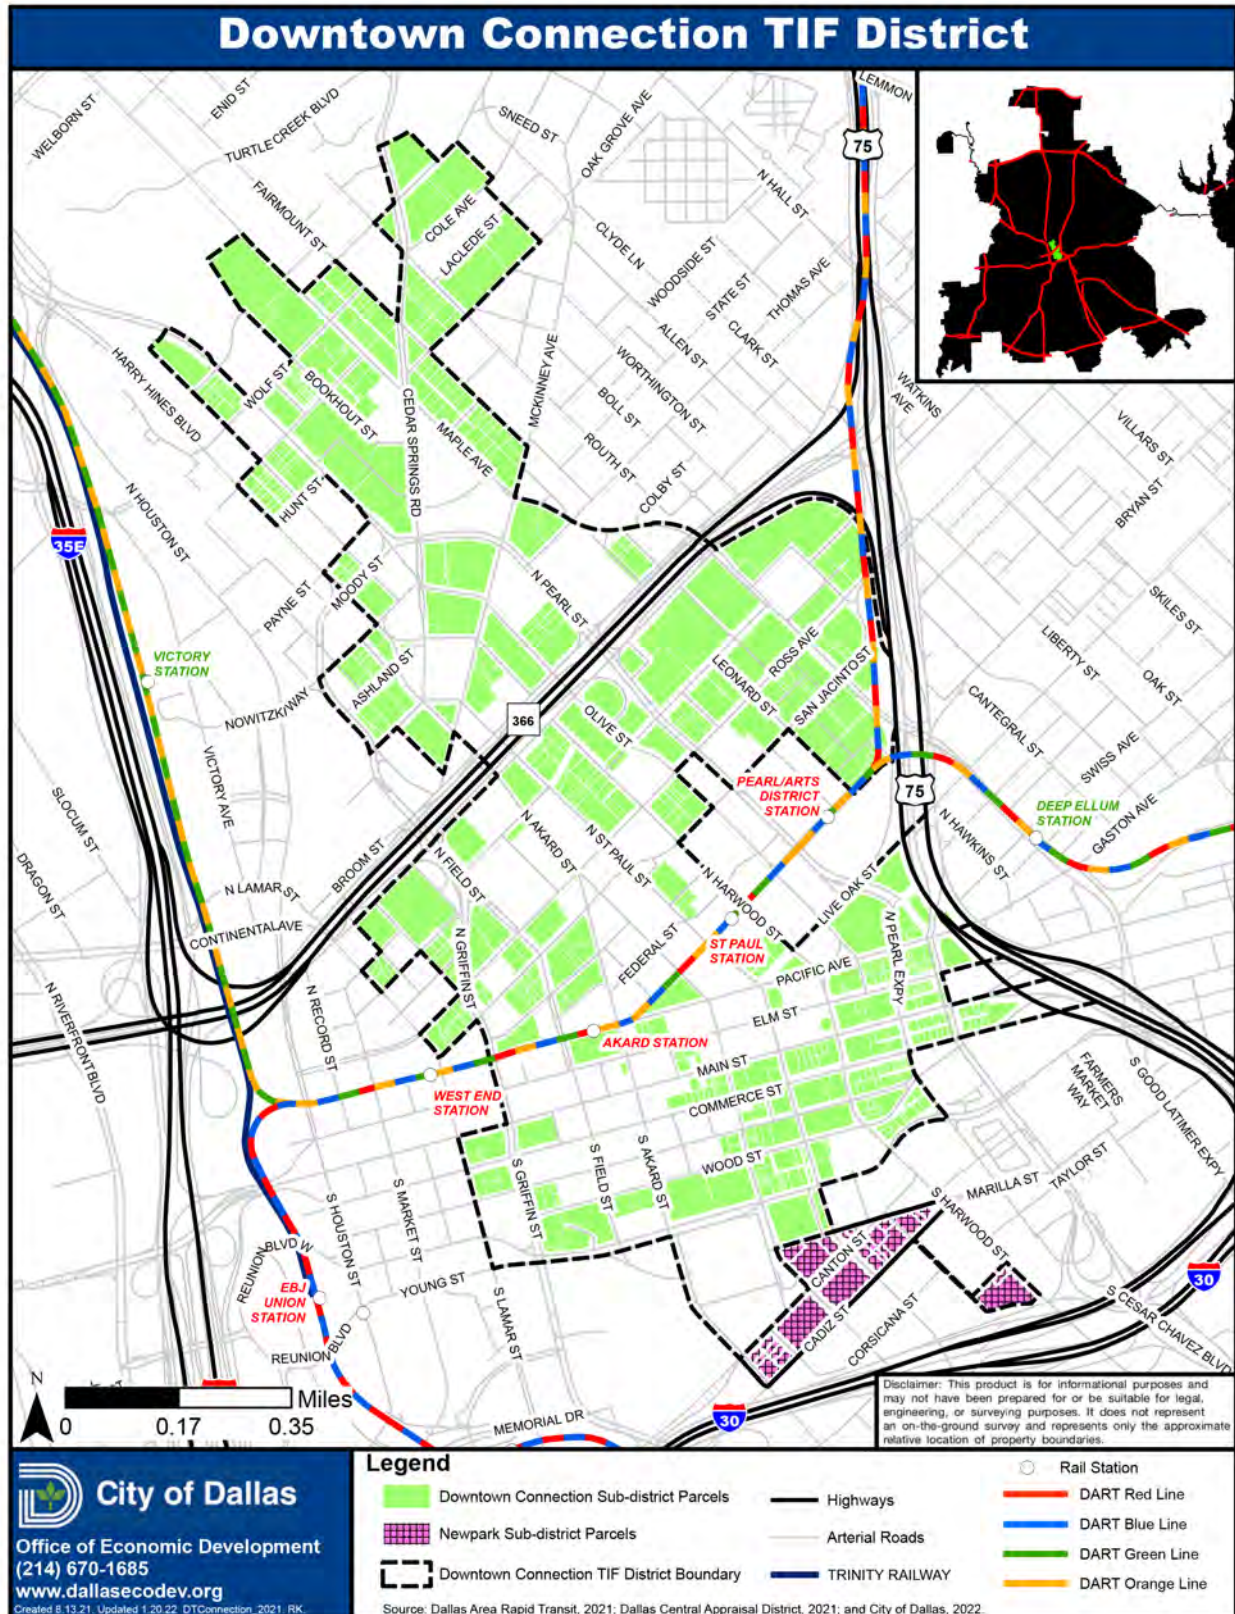 Downtown Connection TIF District
LEMMON
WELBORN ST
ENID ST
TURTLE CREEK BLVD
SNEED ST
OAK GROVE AVE
75
N HALL ST
FAIRMOUNT ST
COLE AVE
LACLEDE ST
CLYDE LN
WOODSIDE ST
STATE ST
THOMAS AVE
ALLEN ST
CLARK ST
HARRY HINES BLVD
WOLF ST
BOOKHOUT ST
CEDAR SPRINGS RD
MCKINNEY AVE
WORTHINGTON ST
BOLL ST
WATKINS
AVE
MAPLE AVE
ROUTH ST
COLBY ST
VILLARS ST
BRYAN ST
N HOUSTON ST
HUNT ST
35E
MOODY ST
PAYNE ST
N PEARL ST
SKILES ST
LIBERTY ST
OAK ST
VICTORY
STATION
ASHLAND ST
ROSS AVE
LEONARD ST
SAN JACINTO ST
NOWITZKI WAY
366
OLIVE ST
CANTEGRAL ST
SWISS AVE
VICTORY AVE
SLOCUM ST
PEARL/ARTS
DISTRICT
STATION
75
DEEP ELLUM
STATION
GASTON AVE
N HAWKINS ST
BROOM ST
N FIELD ST
N AKARD ST
N ST PAUL ST
DRAGON ST
N LAMAR ST
CONTINENTAL AVE
N HARWOOD ST
LIVE OAK ST
N GRIFFIN ST
FEDERAL ST
ST PAUL
STATION
PACIFIC AVE
N PEARL EXPY
N RIVERFRONT BLVD
N RECORD ST
ELM ST
AKARD STATION
MAIN ST
WEST END
STATION
COMMERCE ST
FARMERS
MARKET
WAY
S GOOD LATIMER EXPY
WOOD ST
S GRIFFIN ST
S FIELD ST
S AKARD ST
S MARKET ST
S HOUSTON ST
MARILLA ST
TAYLOR ST
S HARWOOD ST
REUNION BLVD W
CANTON ST
EBJ
UNION
STATION
YOUNG ST
S LAMAR ST
CADIZ ST
CORSICANA ST
30
S CESAR CHAVEZ BLVD
REUNION BLVD
MEMORIAL DR
30
N
Miles
0 0.17 0.35
Disclaimer: This product is for informational purposes and
may not have been prepared for or be suitable for legal,
engineering, or surveying purposes. It does not represent
an on-the-ground survey and represents only the approximate
relative location of property boundaries.
City of Dallas
Office of Economic Development
(214) 670-1685
www.dallasecodev.org
Created 8.13.21, Updated 1.20.22 DTConnection_2021, RK.
Legend
Downtown Connection Sub-district Parcels
Newpark Sub-district Parcels
Downtown Connection TIF District Boundary
Highways
Arterial Roads
TRINITY RAILWAY
Rail Station
DART Red Line
DART Blue Line
DART Green Line
DART Orange Line
Source: Dallas Area Rapid Transit, 2021; Dallas Central Appraisal District, 2021; and City of Dallas, 2022